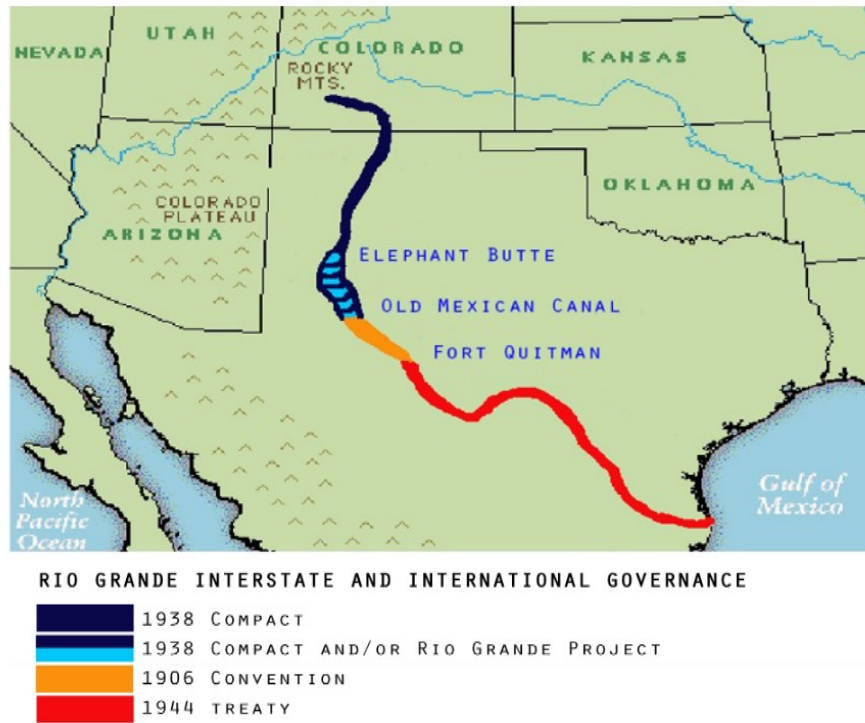 UTAH
NEVADA
COLORADO
ROCKY
MTS.
KANSAS
COLORADO
PLATEAU
ARIZONA
OKLAHOMA
ELEPHANT BUTTE
OLD MEXICAN CANAL
FORT QUITMAN
North
Pacific
Ocean
Gulf of
Mexico
RIO GRANDE INTERSTATE AND INTERNATIONAL GOVERNANCE
1938 COMPACT
1938 COMPACT AND/OR RIO GRANDE PROJECT
1906 CONVENTION
1944 TREATY